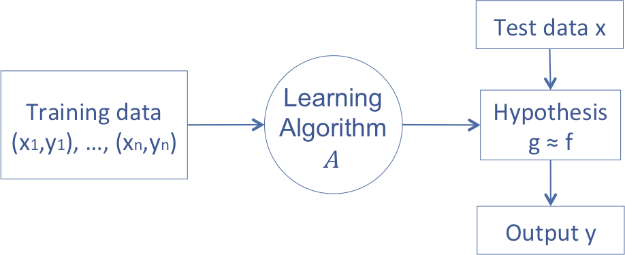 Training data
(x1,y1), ..., (xn,yn)
Learning
Algorithm
A
Test data x
Hypothesis
g ≈ f
Output y